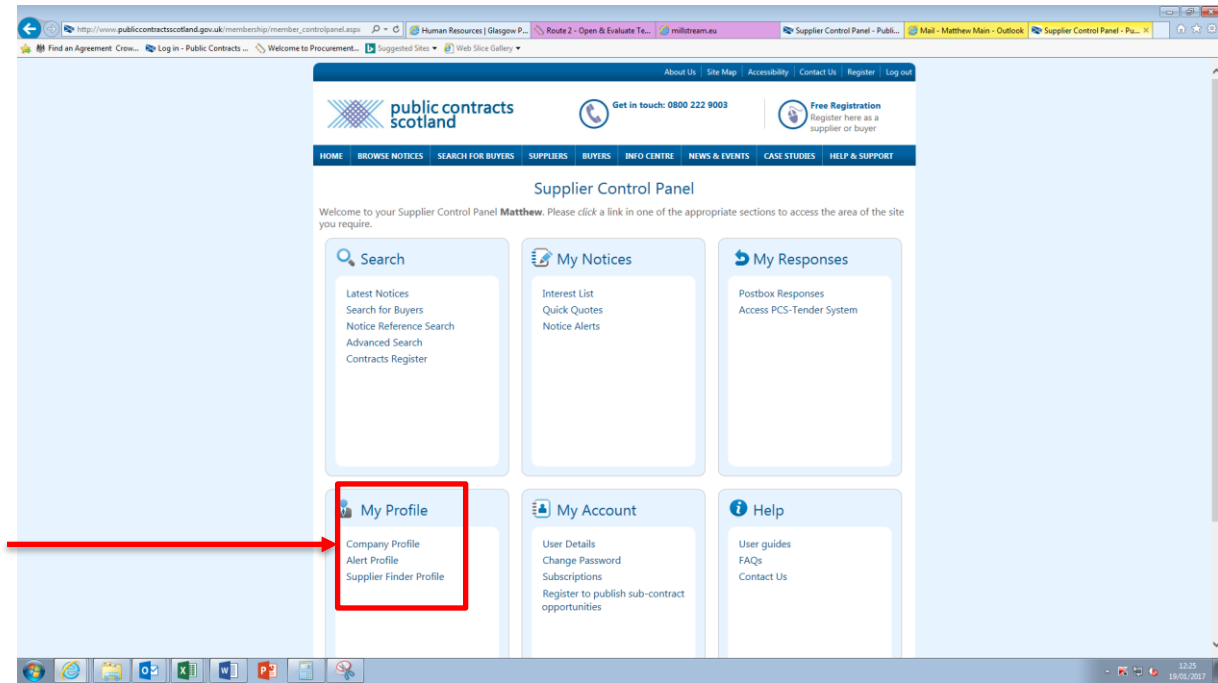 http://www.publiccontractsscotland.gov.uk/membership/member_controlpanel.aspx
Human Resources | Glasgow P...
Route 2 - Open & Evaluate Te...
millstream.eu
Supplier Control Panel - Publi...
Mail - Matthew Main - Outlook
Supplier Control Panel - Pu...
Find an Agreement Crow...
Log in - Public Contracts ...
Welcome to Procurement...
Suggested Sites
Web Slice Gallery
About Us | Site Map | Accessibility | Contact Us | Register | Log out
public contracts
scotland
Get in touch: 0800 222 9003
Free Registration
Register here as a
supplier or buyer
HOME BROWSE NOTICES SEARCH FOR BUYERS SUPPLIERS BUYERS INFO CENTRE NEWS & EVENTS CASE STUDIES HELP & SUPPORT
Supplier Control Panel
Welcome to your Supplier Control Panel Matthew. Please click a link in one of the appropriate sections to access the area of the site
you require.
Search
Latest Notices
Search for Buyers
Notice Reference Search
Advanced Search
Contracts Register
My Notices
Interest List
Quick Quotes
Notice Alerts
My Responses
Postbox Responses
Access PCS-Tender System
My Profile
Company Profile
Alert Profile
Supplier Finder Profile
My Account
User Details
Change Password
Subscriptions
Register to publish sub-contract
opportunities
Help
User guides
FAQs
Contact Us
12:25
19/01/2017